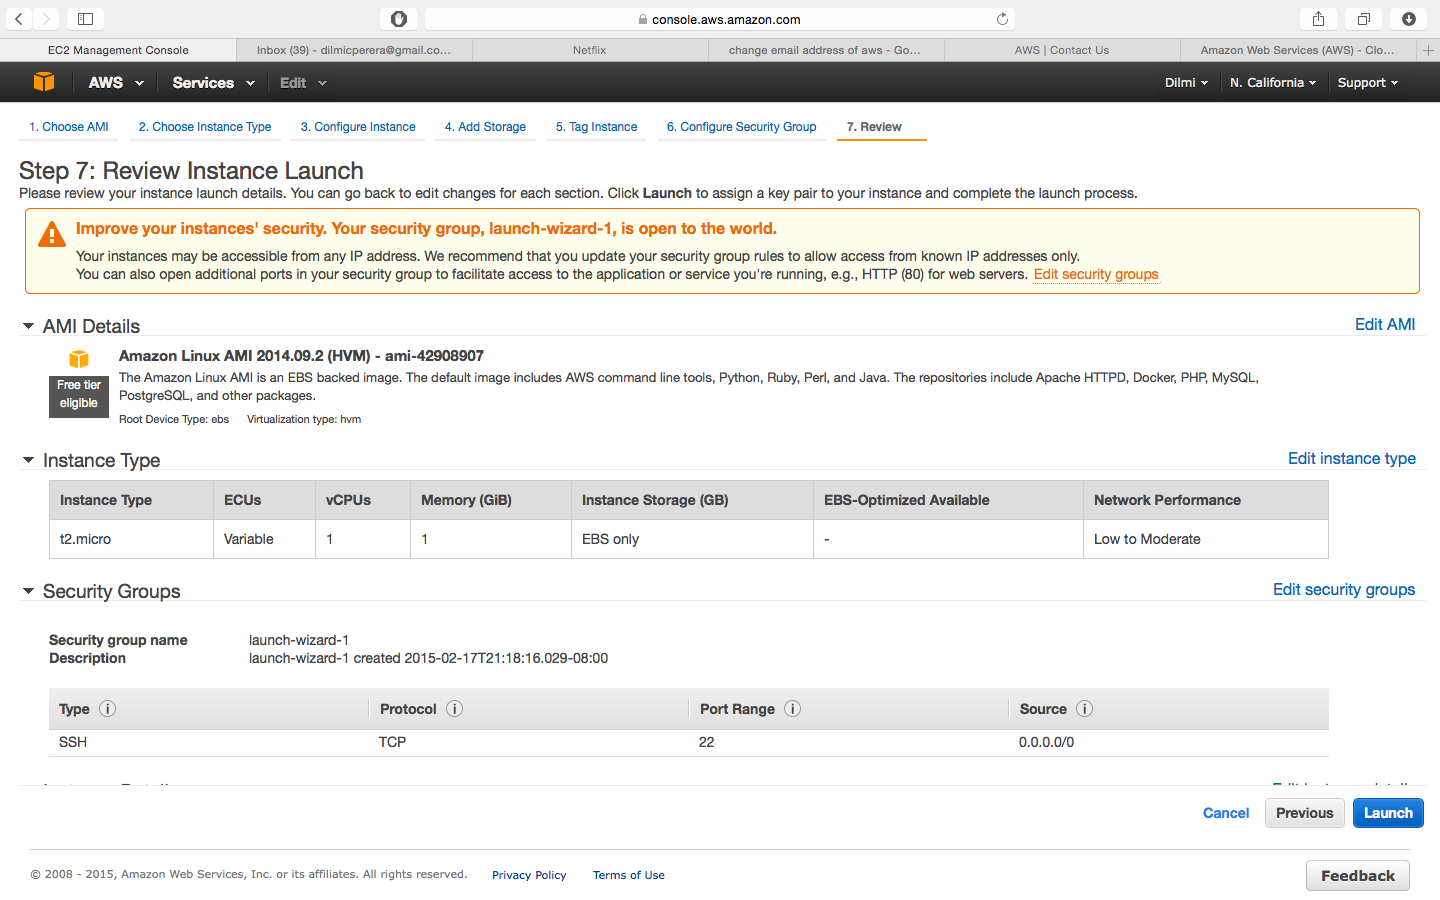 console.aws.amazon.com
EC2 Management Console
Inbox (39) - dilmicperera@gmail.co...
Netflix
change email address of aws - Go...
AWS | Contact Us
Amazon Web Services (AWS) - Clo...
AWS Services Edit Dilmi N. California Support
1. Choose AMI 2. Choose Instance Type 3. Configure Instance 4. Add Storage 5. Tag Instance 6. Configure Security Group 7. Review
Step 7: Review Instance Launch
Please review your instance launch details. You can go back to edit changes for each section. Click Launch to assign a key pair to your instance and complete the launch process.
Improve your instances' security. Your security group, launch-wizard-1, is open to the world.
Your instances may be accessible from any IP address. We recommend that you update your security group rules to allow access from known IP addresses only.
You can also open additional ports in your security group to facilitate access to the application or service you're running, e.g., HTTP (80) for web servers. Edit security groups
AMI Details Edit AMI
Amazon Linux AMI 2014.09.2 (HVM) - ami-42908907
Free tier
eligible
The Amazon Linux AMI is an EBS backed image. The default image includes AWS command line tools, Python, Ruby, Perl, and Java. The repositories include Apache HTTPD, Docker, PHP, MySQL,
PostgreSQL, and other packages.
Root Device Type: ebs Virtualization type: hvm
Instance Type Edit instance type
Instance Type ECUs vCPUs Memory (GiB) Instance Storage (GB) EBS-Optimized Available Network Performance
t2.micro Variable 1 1 EBS only - Low to Moderate
Security Groups Edit security groups
Security group name launch-wizard-1
Description launch-wizard-1 created 2015-02-17T21:18:16.029-08:00
Type Protocol Port Range Source
SSH TCP 22 0.0.0.0/0
Cancel Previous Launch
© 2008 - 2015, Amazon Web Services, Inc. or its affiliates. All rights reserved. Privacy Policy Terms of Use Feedback